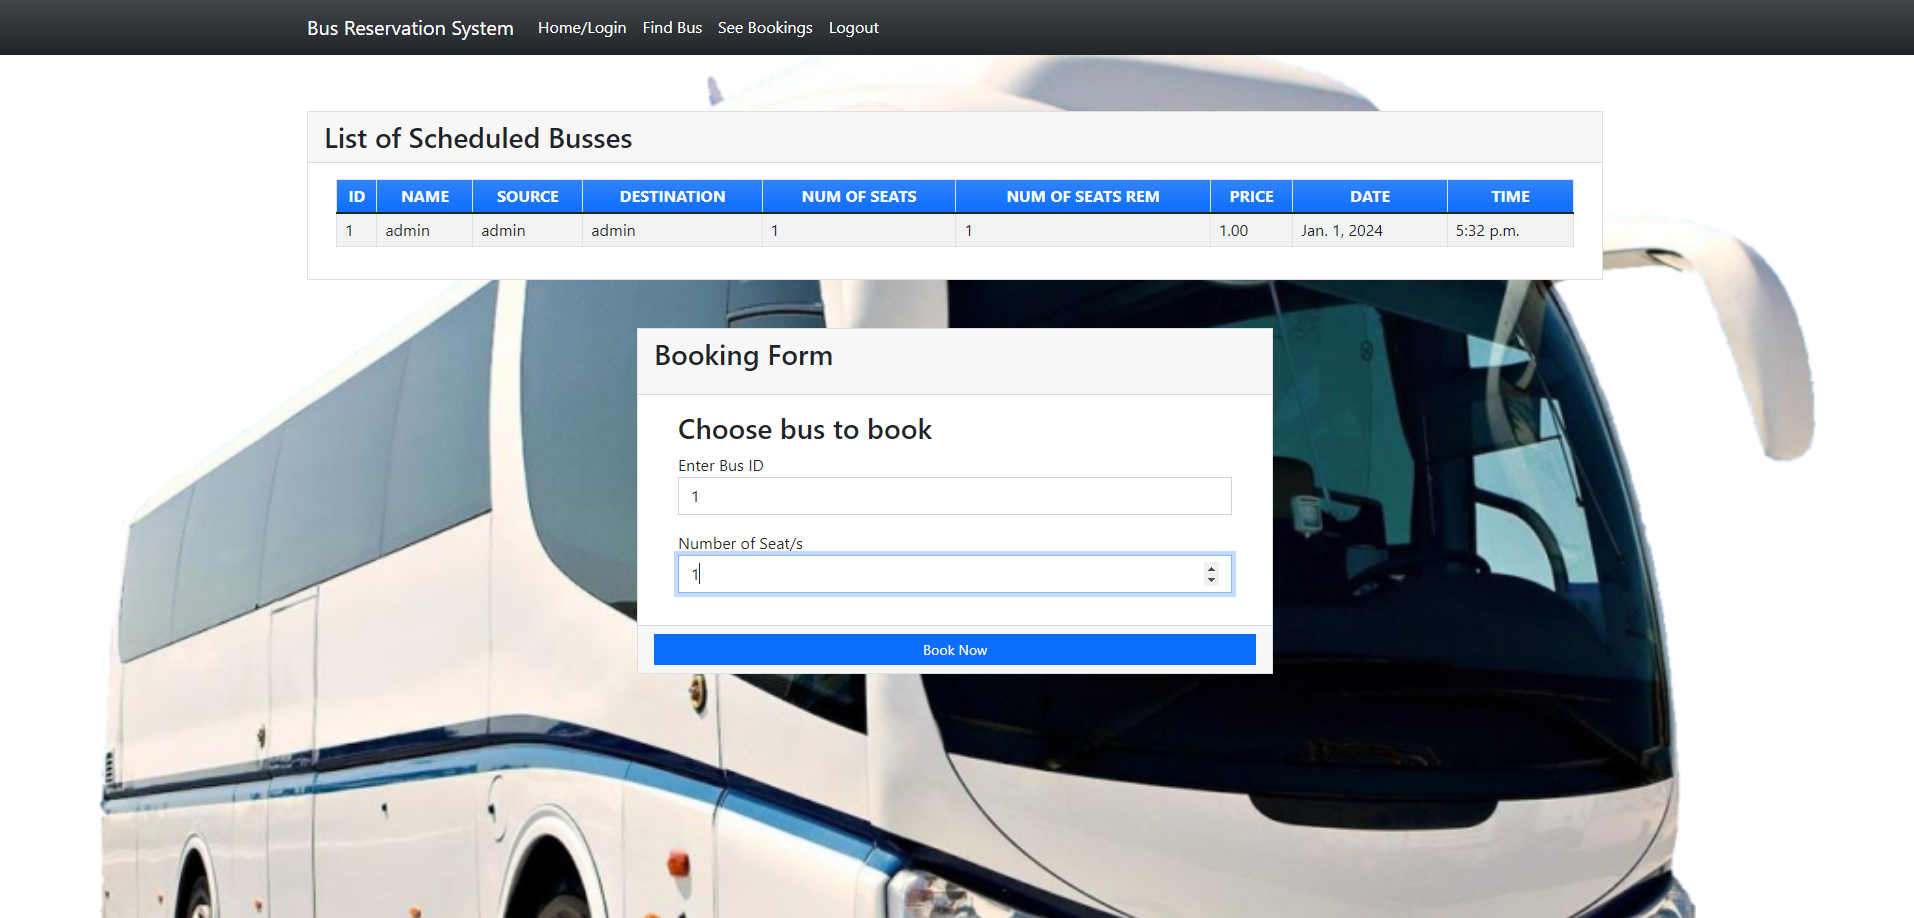 Bus Reservation System Home/Login Find Bus See Bookings Logout
List of Scheduled Busses
ID NAME SOURCE DESTINATION NUM OF SEATS NUM OF SEATS REM PRICE DATE TIME
1 admin admin admin 1 1 1.00 Jan. 1, 2024 5:32 p.m.
Booking Form
Choose bus to book
Enter Bus ID
1
Number of Seat/s
1
Book Now